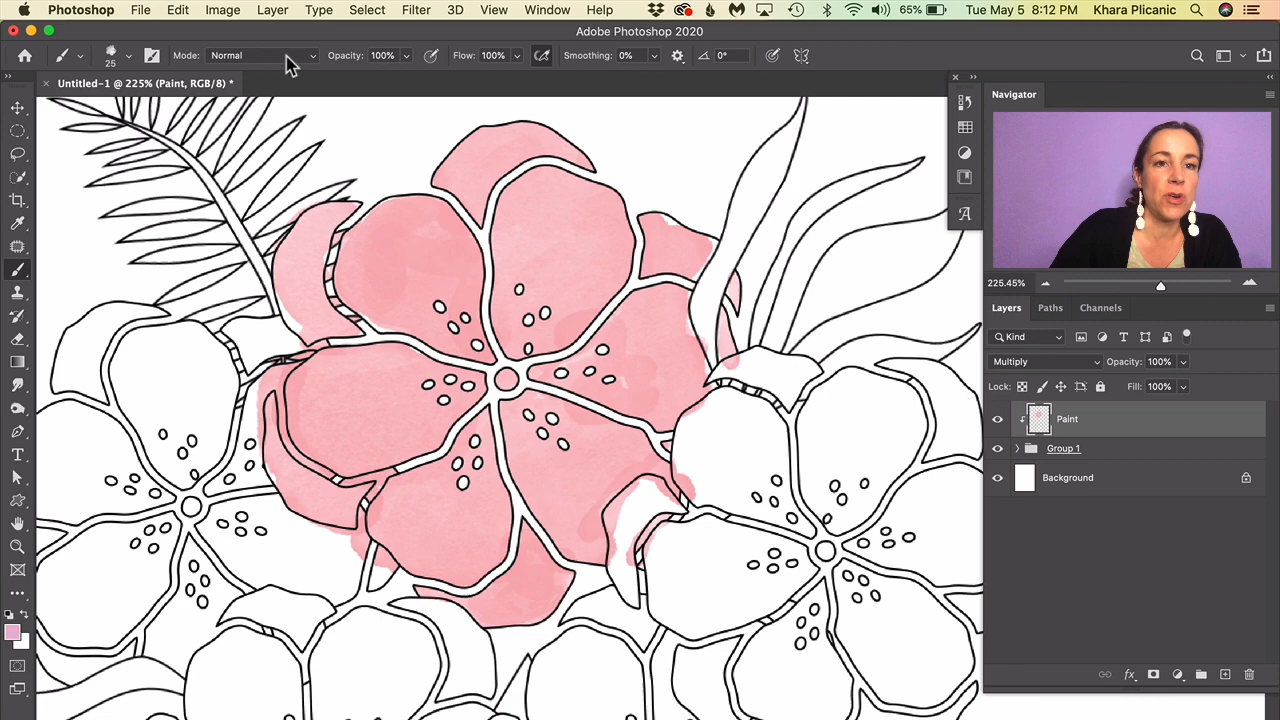 Photoshop File Edit Image Layer Type Select Filter 3D View Window Help 65% Tue May 5 8:12 PM Khara Plicanic
Adobe Photoshop 2020
25 Mode: Normal Opacity: 100% Flow: 100% Smoothing: 0% 0°
Untitled-1 @ 225% (Paint, RGB/8) *
Navigator
225.45%
Layers Paths Channels
Kind
Multiply Opacity: 100%
Lock: Fill: 100%
Paint
Group 1
Background